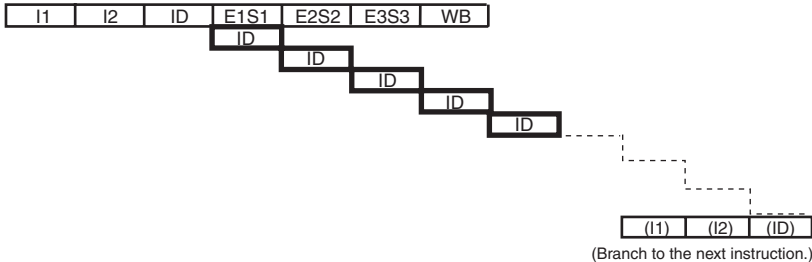 I1 I2 ID E1S1 E2S2 E3S3 WB
ID
ID
ID
ID
ID
(I1) (I2) (ID)
(Branch to the next instruction.)